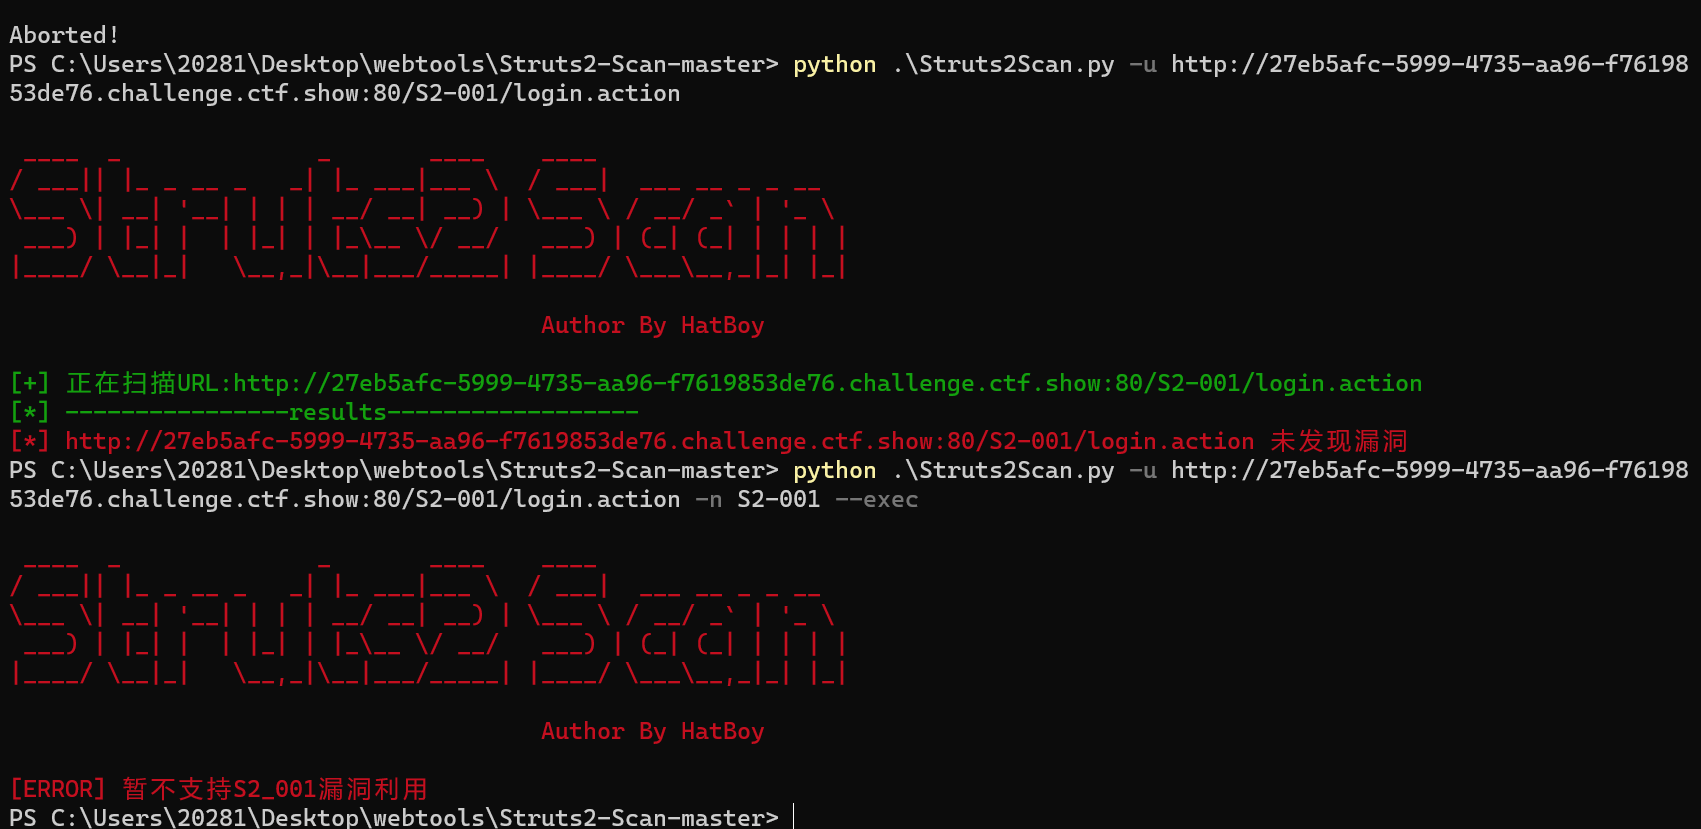 Aborted!
PS C:\Users\20281\Desktop\webtools\Struts2-Scan-master> python .\Struts2Scan.py -u http://27eb5afc-5999-4735-aa96-f76198
53de76.challenge.ctf.show:80/S2-001/login.action
Struts2 Scan
Author By HatBoy
[+] 正在扫描URL:http://27eb5afc-5999-4735-aa96-f7619853de76.challenge.ctf.show:80/S2-001/login.action
[*] ----------------results------------------
[*] http://27eb5afc-5999-4735-aa96-f7619853de76.challenge.ctf.show:80/S2-001/login.action 未发现漏洞
PS C:\Users\20281\Desktop\webtools\Struts2-Scan-master> python .\Struts2Scan.py -u http://27eb5afc-5999-4735-aa96-f76198
53de76.challenge.ctf.show:80/S2-001/login.action -n S2-001 --exec
Struts2 Scan
Author By HatBoy
[ERROR] 暂不支持S2_001漏洞利用
PS C:\Users\20281\Desktop\webtools\Struts2-Scan-master>